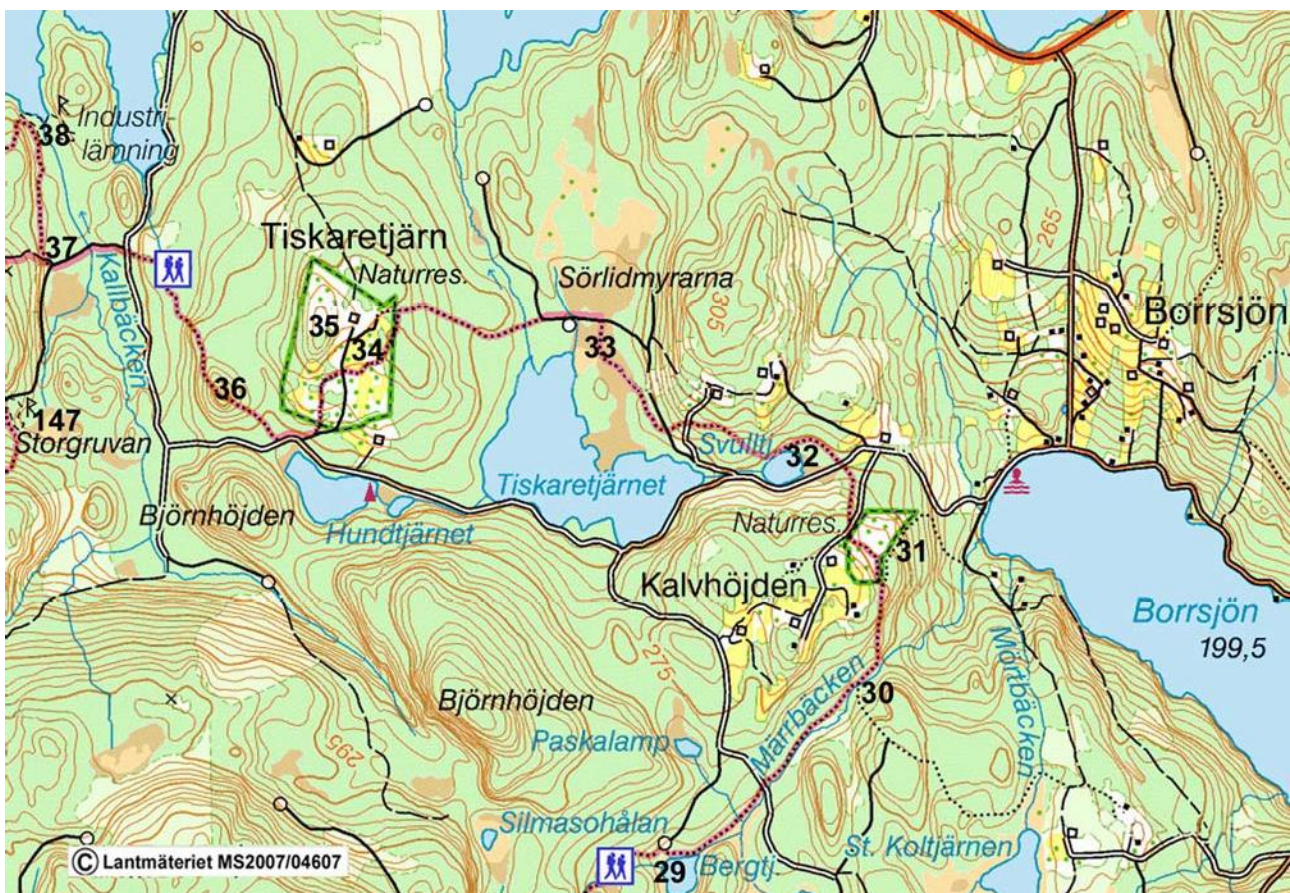 Industri-
lämning
38
37
Kallbäcken
Tiskaretjärn
Naturres.
35
34
36
147
Storgruvan
Sörlidmyrarna
33
305
265
Borrsjön
Svulltj.
32
Tiskaretjärnet
Björnhöjden
Hundtjärnet
Naturres.
31
Kalvhöjden
Borrsjön
199,5
275
Björnhöjden
295
Paskalamp
Märrbäcken
30
Mörtbäcken
Silmasohålan
29
Bergtj.
St. Koltjärnen
© Lantmäteriet MS2007/04607